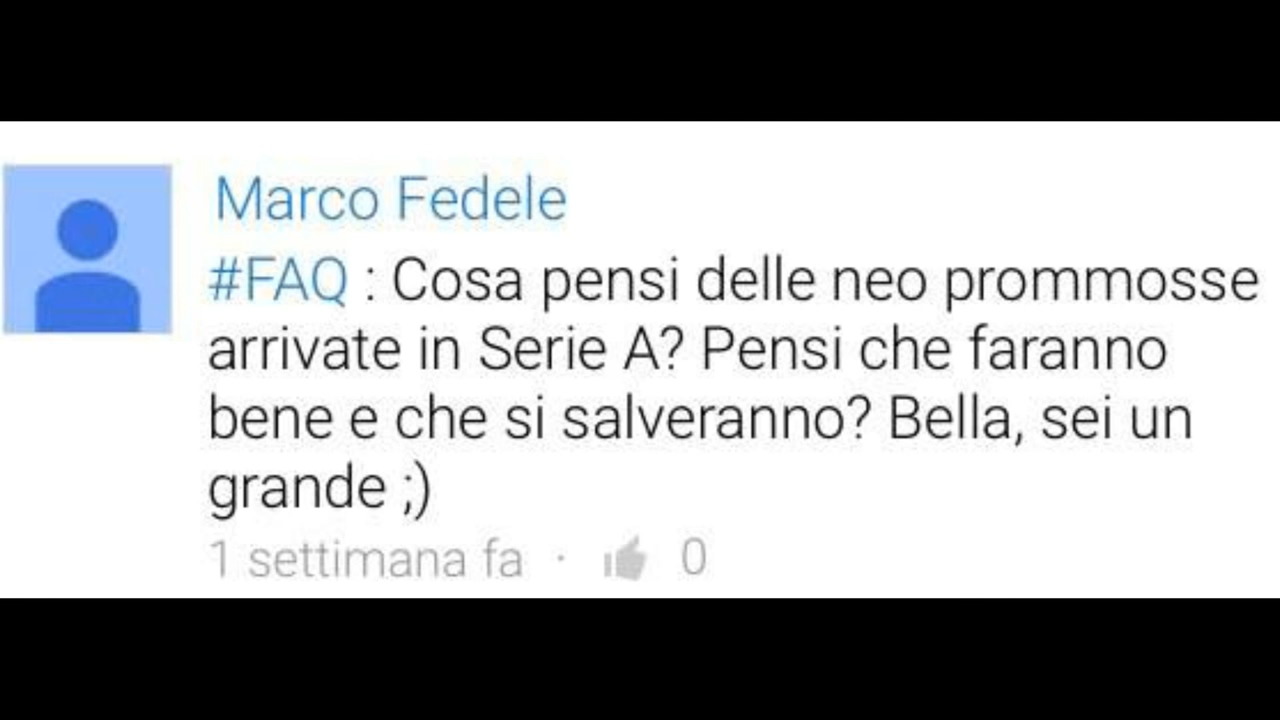 Marco Fedele
#FAQ : Cosa pensi delle neo prommosse
arrivate in Serie A? Pensi che faranno
bene e che si salveranno? Bella, sei un
grande ;)
1 settimana fa · 0